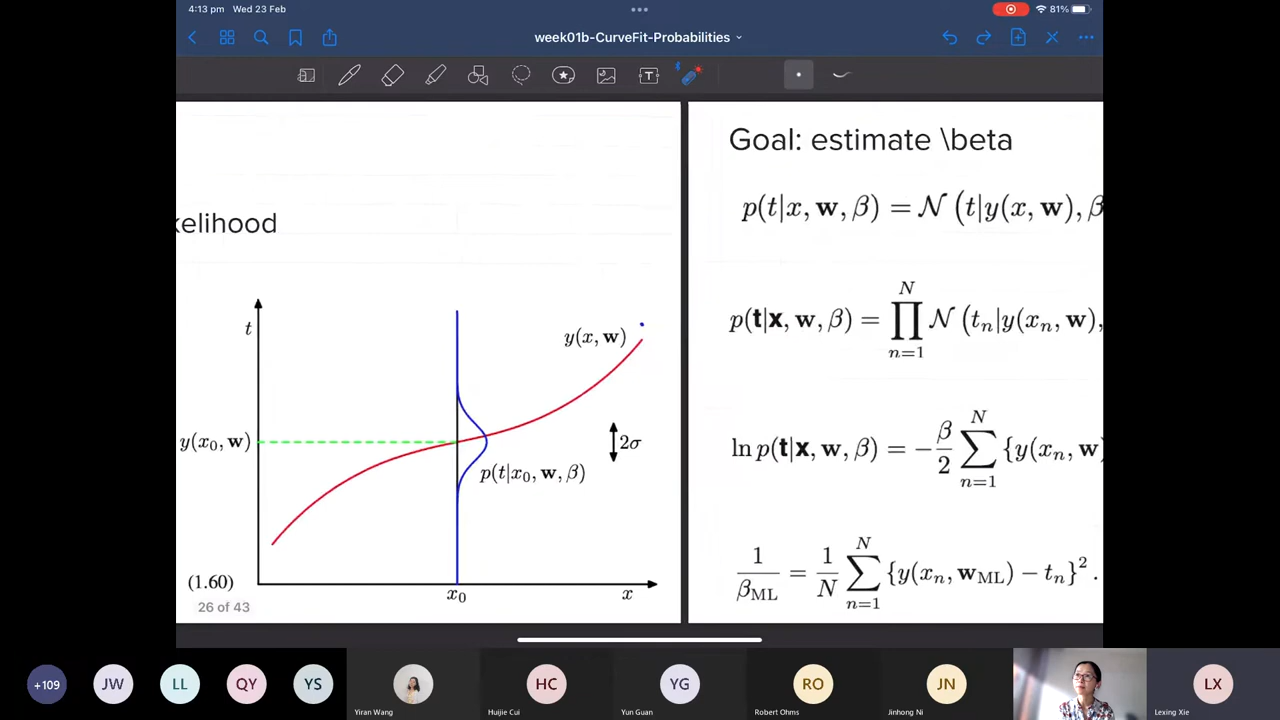 4:13 pm Wed 23 Feb
81%
week01b-CurveFit-Probabilities
kelihood
t
y(x, w)
y(x₀, w)
2σ
p(t|x₀, w, β)
(1.60)
x₀
x
26 of 43
Goal: estimate \beta
p(t|x, w, β) = 𝒩 (t|y(x, w), β
p(t|x, w, β) = ∏_{n=1}^{N} 𝒩 (tₙ|y(xₙ, w),
ln p(t|x, w, β) = −β/2 ∑_{n=1}^{N} {y(xₙ, w)
1/β_ML = 1/N ∑_{n=1}^{N} {y(xₙ, w_ML) − tₙ}² .
+109
JW
LL
QY
YS
HC
YG
RO
JN
LX
Yiran Wang
Huijie Cui
Yun Guan
Robert Ohms
Jinhong Ni
Lexing Xie